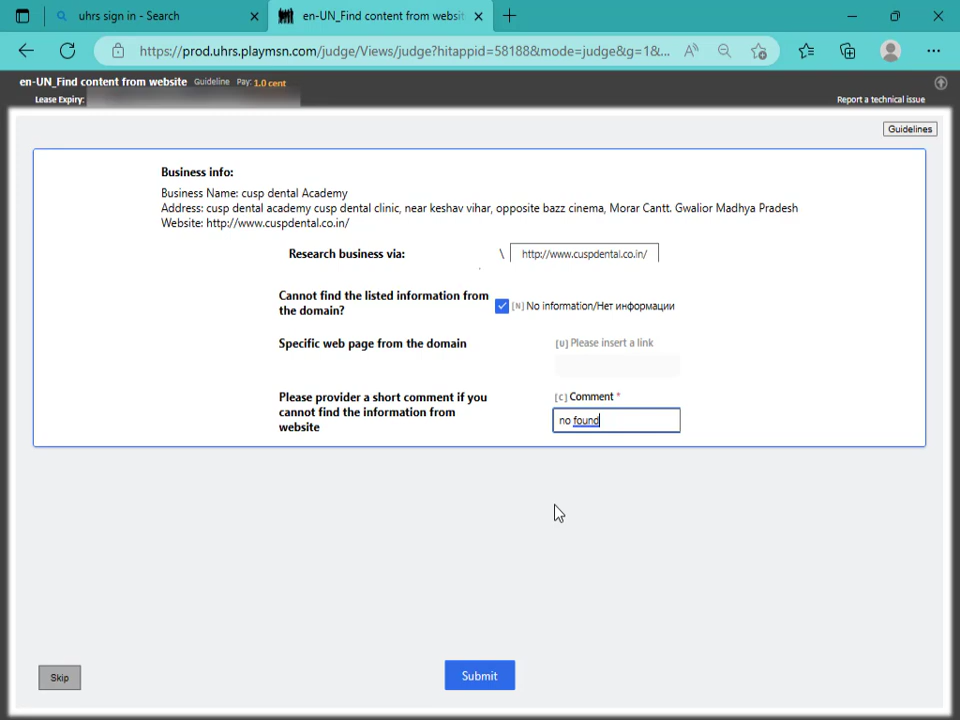 uhrs sign in - Search
en-UN_Find content from websit
https://prod.uhrs.playmsn.com/judge/Views/judge?hitappid=58188&mode=judge&g=1&...
en-UN_Find content from website Guideline Pay: 1.0 cent
Lease Expiry:
Report a technical issue
Guidelines
Business info:
Business Name: cusp dental Academy
Address: cusp dental academy cusp dental clinic, near keshav vihar, opposite bazz cinema, Morar Cantt. Gwalior Madhya Pradesh
Website: http://www.cuspdental.co.in/
Research business via: \ http://www.cuspdental.co.in/
Cannot find the listed information from
the domain?
[N] No information/Нет информации
Specific web page from the domain
[U] Please insert a link
Please provider a short comment if you
cannot find the information from
website
[C] Comment *
no found
Skip
Submit